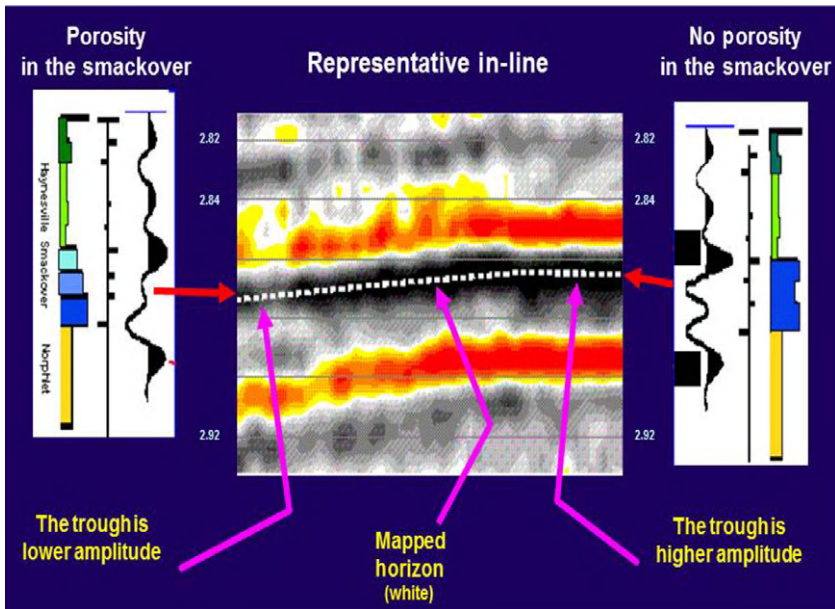 Porosity
in the smackover
Representative in-line
No porosity
in the smackover
Haynesville
Smackover
Norphlet
2.82
2.84
2.92
2.82
2.84
2.92
The trough is
lower amplitude
Mapped
horizon
(white)
The trough is
higher amplitude